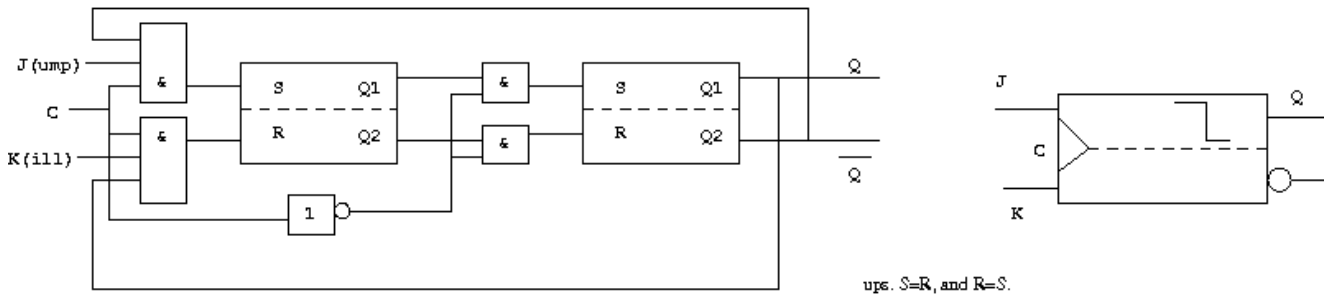 J(ump)
&
C
&
K(ill)
S Q1
R Q2
&
&
1
S Q1
R Q2
Q
Q
J
C
K
Q
ups. S=R, and R=S.